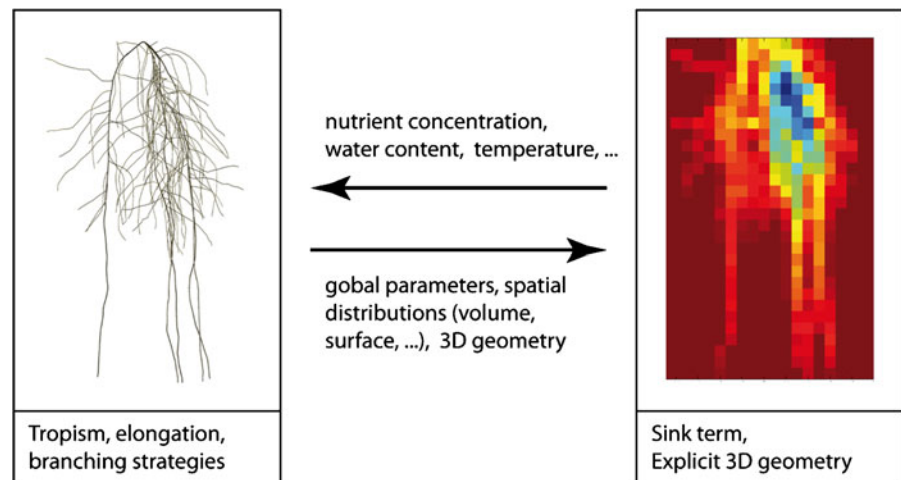 nutrient concentration,
water content, temperature, ...
gobal parameters, spatial
distributions (volume,
surface, ...), 3D geometry
Tropism, elongation,
branching strategies
Sink term,
Explicit 3D geometry